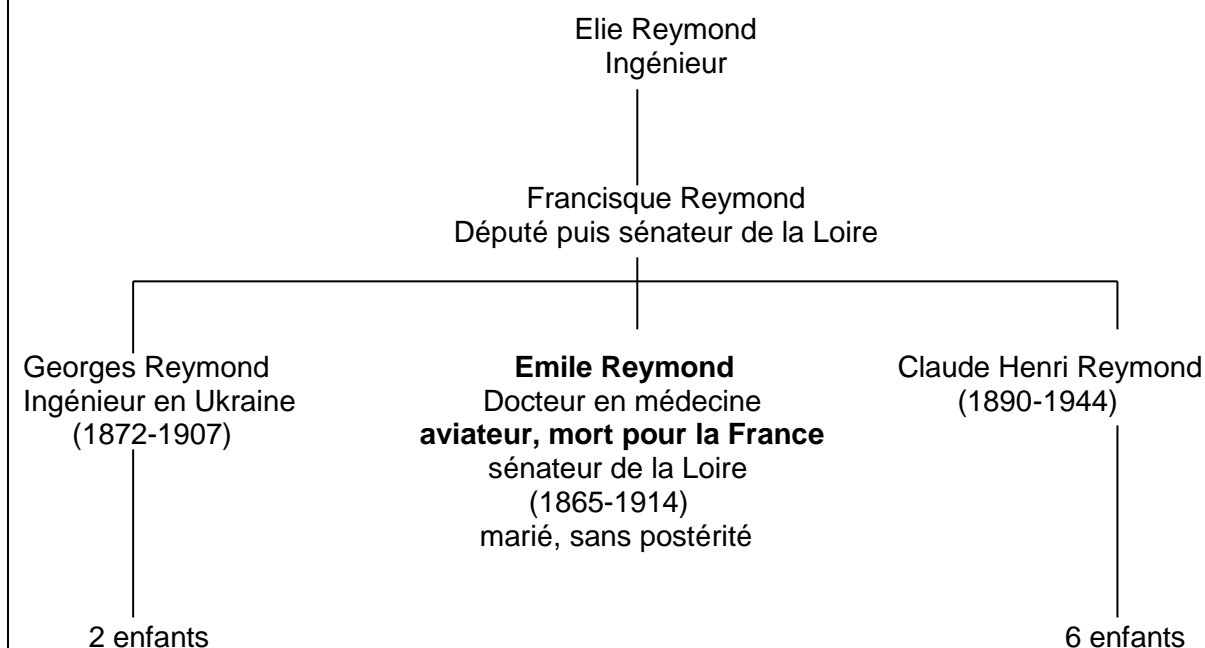 Elie Reymond
Ingénieur
Francisque Reymond
Député puis sénateur de la Loire
Georges Reymond
Ingénieur en Ukraine
(1872-1907)
Emile Reymond
Docteur en médecine
aviateur, mort pour la France
sénateur de la Loire
(1865-1914)
marié, sans postérité
Claude Henri Reymond
(1890-1944)
2 enfants
6 enfants